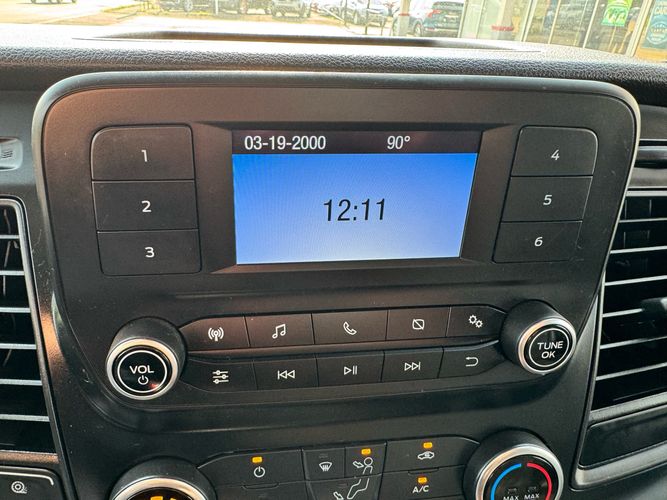 03-19-2000 90°
12:11
1
2
3
4
5
6
VOL
TUNE
OK
A/C
MAX
MAX